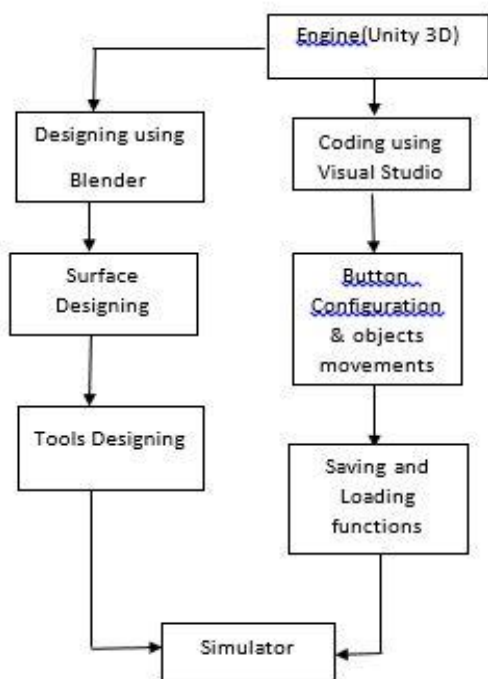 Engine(Unity 3D)
Designing using
Blender
Coding using
Visual Studio
Surface
Designing
Button
Configuration
& objects
movements
Tools Designing
Saving and
Loading
functions
Simulator